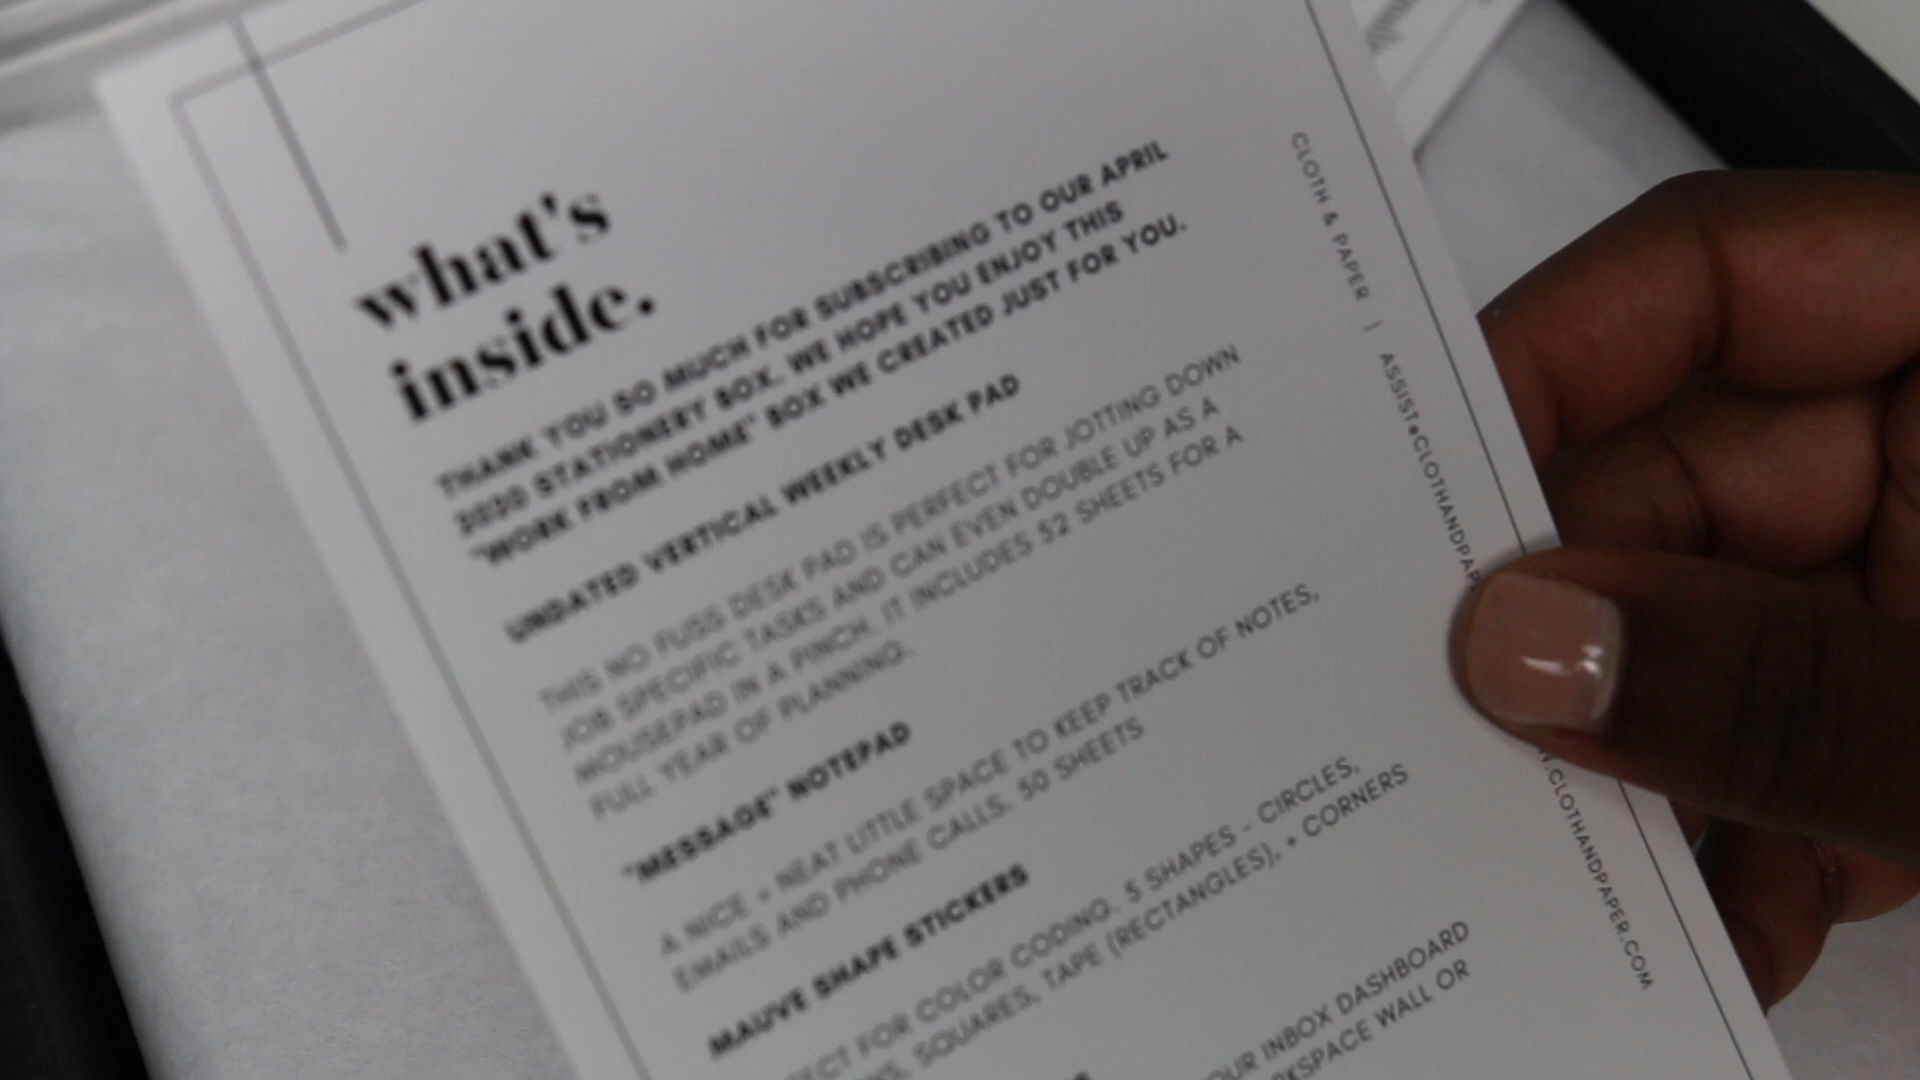 what's
inside.
THANK YOU SO MUCH FOR SUBSCRIBING TO OUR APRIL
2020 STATIONERY BOX. WE HOPE YOU ENJOY THIS
"WORK FROM HOME" BOX WE CREATED JUST FOR YOU.
UNDATED VERTICAL WEEKLY DESK PAD
THIS NO FUSS DESK PAD IS PERFECT FOR JOTTING DOWN
JOB SPECIFIC TASKS AND CAN EVEN DOUBLE UP AS A
MOUSEPAD IN A PINCH. IT INCLUDES 52 SHEETS FOR A
FULL YEAR OF PLANNING.
"MESSAGE" NOTEPAD
A NICE + NEAT LITTLE SPACE TO KEEP TRACK OF NOTES,
EMAILS AND PHONE CALLS. 50 SHEETS
MAUVE SHAPE STICKERS
FOR COLOR CODING. 5 SHAPES - CIRCLES,
SQUARES, TAPE (RECTANGLES), + CORNERS
INBOX DASHBOARD
WALL OR
CLOTH & PAPER | ASSIST•CLOTHANDPAP
.CLOTHANDPAPER.COM